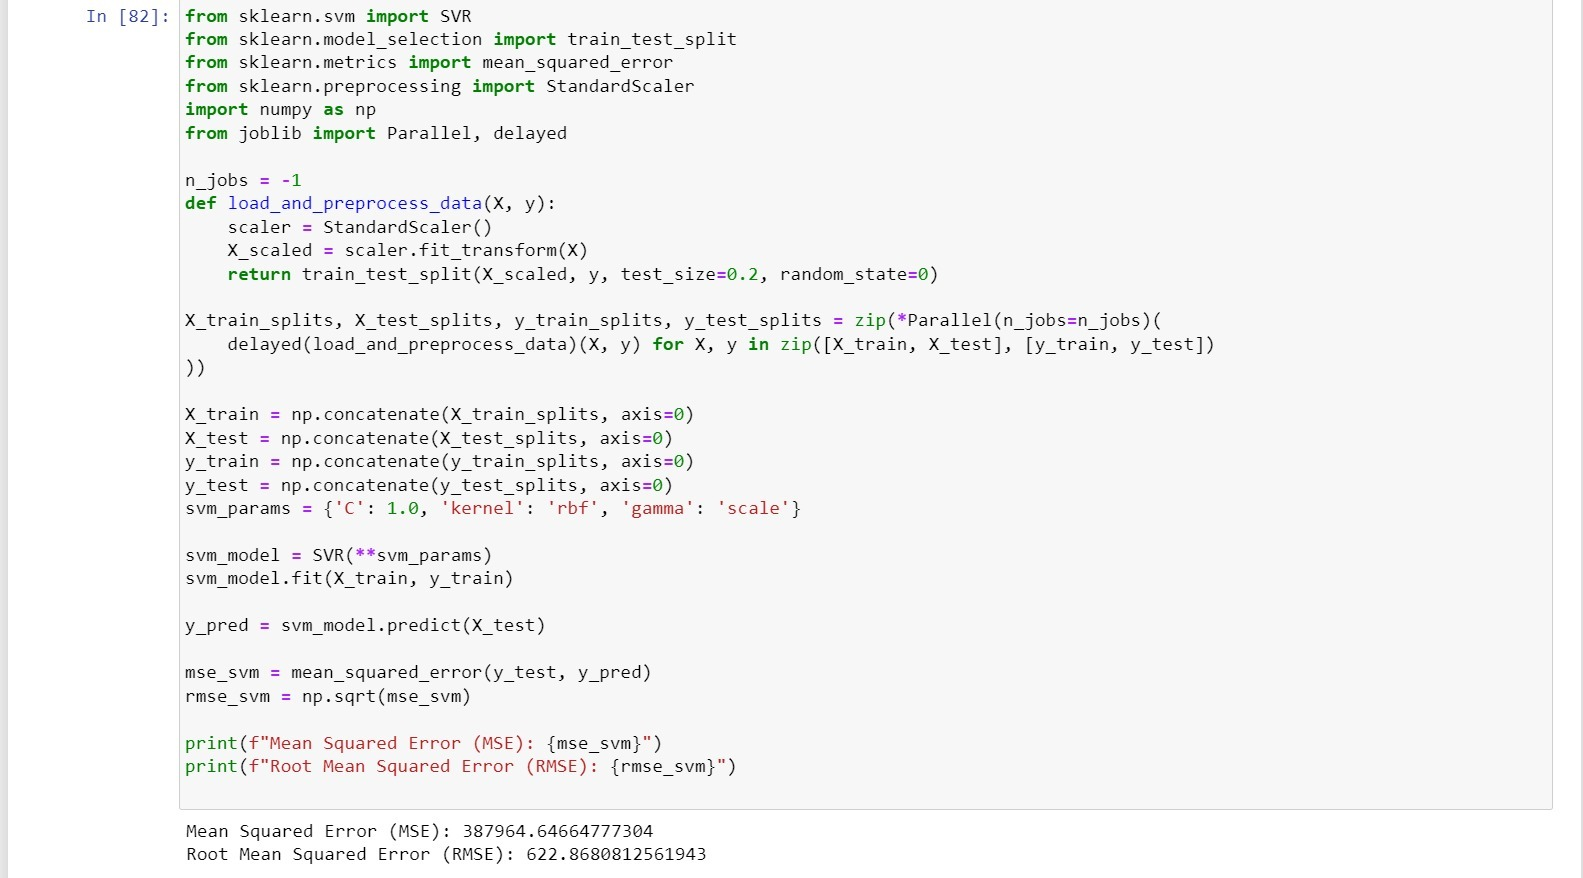 In [82]: from sklearn.svm import SVR
from sklearn.model_selection import train_test_split
from sklearn.metrics import mean_squared_error
from sklearn.preprocessing import StandardScaler
import numpy as np
from joblib import Parallel, delayed

n_jobs = -1
def load_and_preprocess_data(X, y):
    scaler = StandardScaler()
    X_scaled = scaler.fit_transform(X)
    return train_test_split(X_scaled, y, test_size=0.2, random_state=0)

X_train_splits, X_test_splits, y_train_splits, y_test_splits = zip(*Parallel(n_jobs=n_jobs)(
    delayed(load_and_preprocess_data)(X, y) for X, y in zip([X_train, X_test], [y_train, y_test])
))

X_train = np.concatenate(X_train_splits, axis=0)
X_test = np.concatenate(X_test_splits, axis=0)
y_train = np.concatenate(y_train_splits, axis=0)
y_test = np.concatenate(y_test_splits, axis=0)
svm_params = {'C': 1.0, 'kernel': 'rbf', 'gamma': 'scale'}

svm_model = SVR(**svm_params)
svm_model.fit(X_train, y_train)

y_pred = svm_model.predict(X_test)

mse_svm = mean_squared_error(y_test, y_pred)
rmse_svm = np.sqrt(mse_svm)

print(f"Mean Squared Error (MSE): {mse_svm}")
print(f"Root Mean Squared Error (RMSE): {rmse_svm}")

Mean Squared Error (MSE): 387964.64664777304
Root Mean Squared Error (RMSE): 622.8680812561943